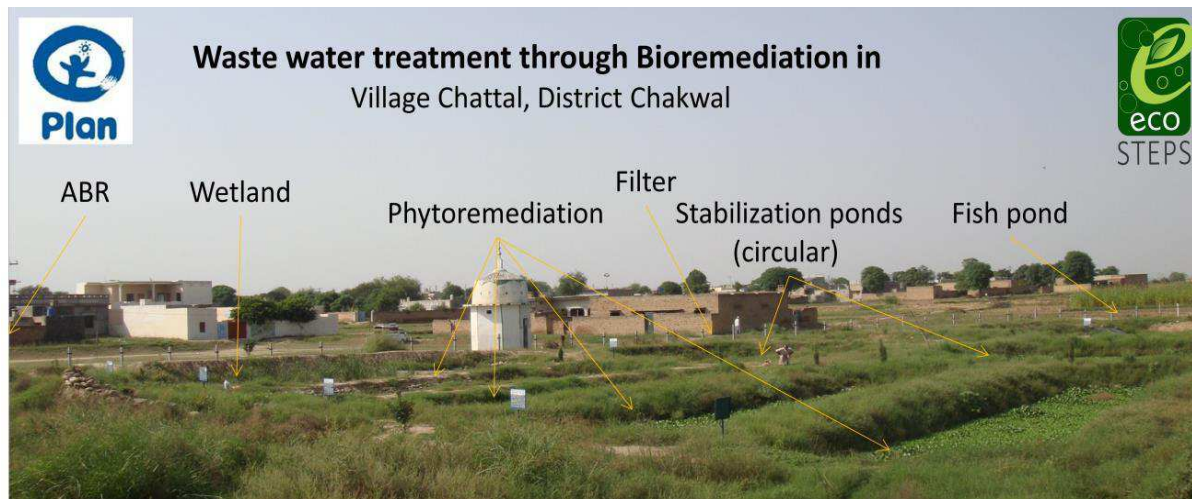 Plan
Waste water treatment through Bioremediation in
Village Chattal, District Chakwal
eco
STEPS
ABR
Wetland
Phytoremediation
Filter
Stabilization ponds
(circular)
Fish pond